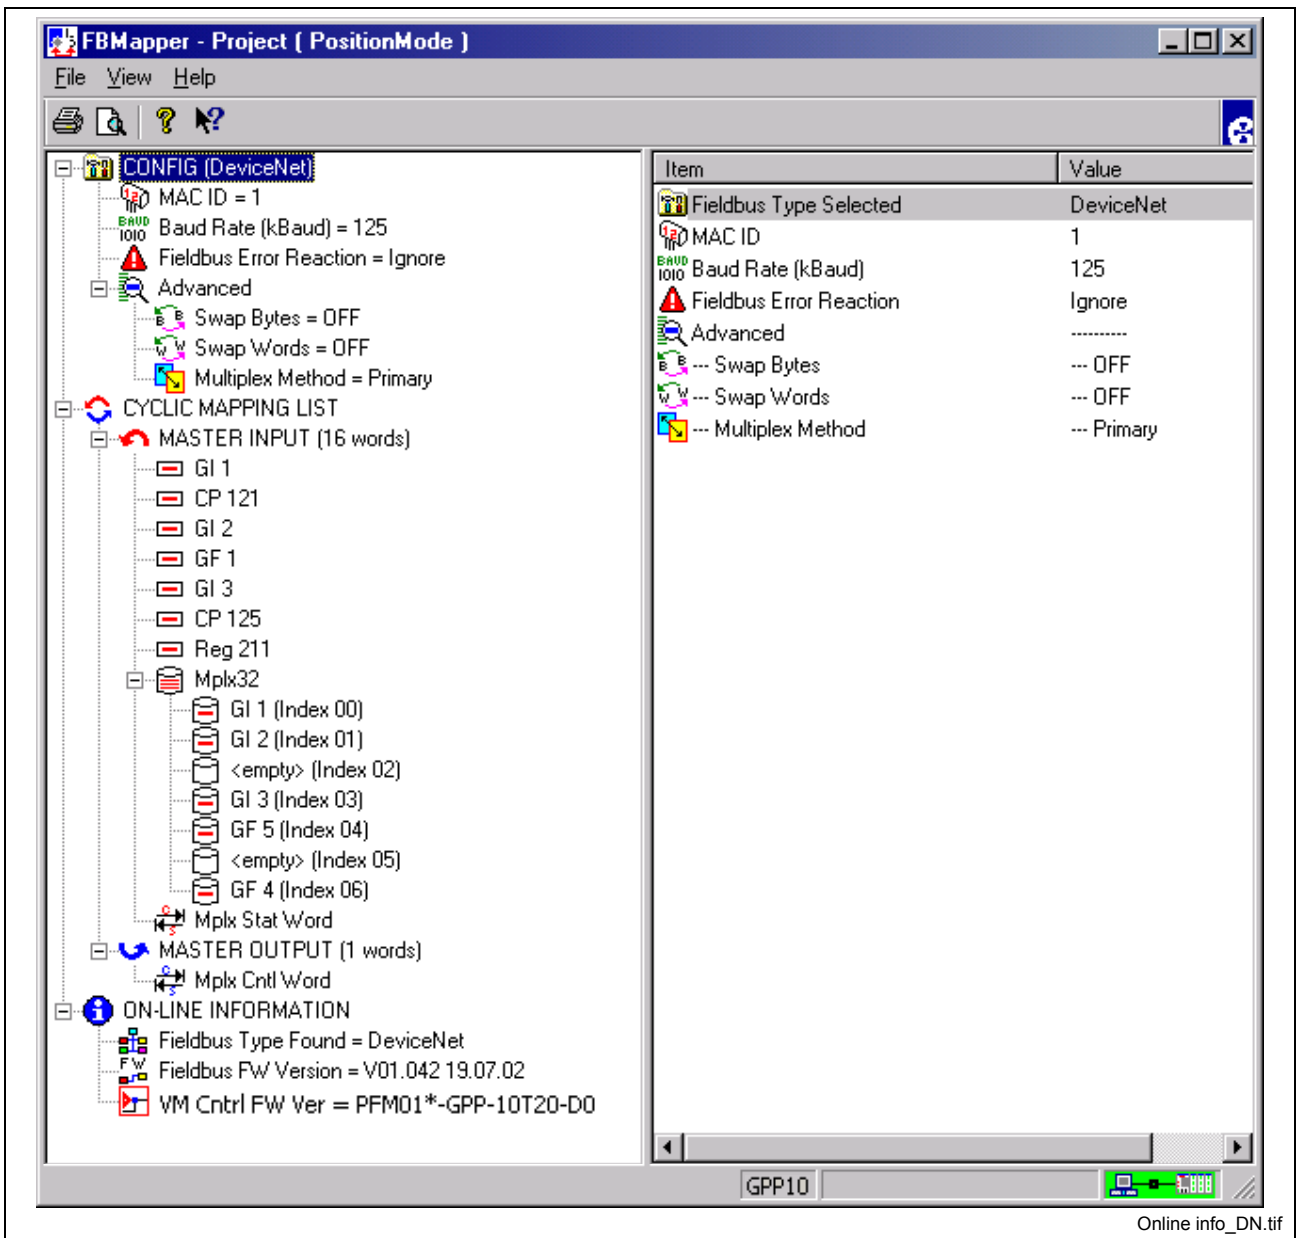 FBMapper - Project ( PositionMode )
File View Help
CONFIG (DeviceNet)
MAC ID = 1
BAUD
1010
Baud Rate (kBaud) = 125
Fieldbus Error Reaction = Ignore
Advanced
Swap Bytes = OFF
Swap Words = OFF
Multiplex Method = Primary
CYCLIC MAPPING LIST
MASTER INPUT (16 words)
GI 1
CP 121
GI 2
GF 1
GI 3
CP 125
Reg 211
Mplx32
GI 1 (Index 00)
GI 2 (Index 01)
<empty> (Index 02)
GI 3 (Index 03)
GF 5 (Index 04)
<empty> (Index 05)
GF 4 (Index 06)
Mplx Stat Word
MASTER OUTPUT (1 words)
Mplx Cntl Word
ON-LINE INFORMATION
Fieldbus Type Found = DeviceNet
FW
Fieldbus FW Version = V01.042 19.07.02
VM Cntrl FW Ver = PFM01*-GPP-10T20-D0
Item Value
Fieldbus Type Selected DeviceNet
MAC ID 1
BAUD
1010
Baud Rate (kBaud) 125
Fieldbus Error Reaction Ignore
Advanced ----------
--- Swap Bytes --- OFF
--- Swap Words --- OFF
--- Multiplex Method --- Primary
GPP10
Online info_DN.tif